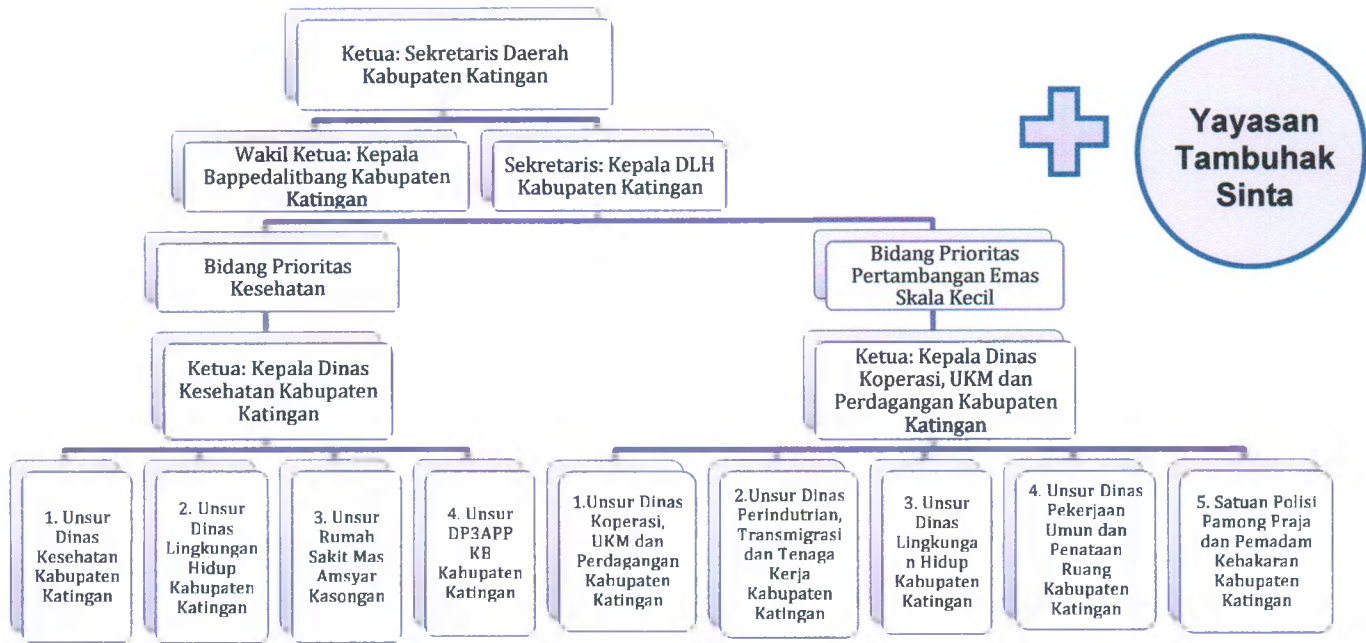 Ketua: Sekretaris Daerah
Kabupaten Katingan
Yayasan
Tambuhak
Sinta
Wakil Ketua: Kepala
Bappedalitbang Kabupaten
Katingan
Sekretaris: Kepala DLH
Kabupaten Katingan
Bidang Prioritas
Kesehatan
Bidang Prioritas
Pertambangan Emas
Skala Kecil
Ketua: Kepala Dinas
Kesehatan Kabupaten
Katingan
Ketua: Kepala Dinas
Koperasi, UKM dan
Perdagangan Kabupaten
Katingan
1. Unsur
Dinas
Kesehatan
Kabupaten
Katingan
2. Unsur
Dinas
Lingkungan
Hidup
Kabupaten
Katingan
3. Unsur
Rumah
Sakit Mas
Amsyar
Kasongan
4. Unsur
DP3APP
KB
Kabupaten
Katingan
1.Unsur Dinas
Koperasi,
UKM dan
Perdagangan
Kabupaten
Katingan
2.Unsur Dinas
Perindutrian,
Transmigrasi
dan Tenaga
Kerja
Kabupaten
Katingan
3. Unsur
Dinas
Lingkunga
n Hidup
Kabupaten
Katingan
4. Unsur Dinas
Pekerjaan
Umun dan
Penataan
Ruang
Kabupaten
Katingan
5. Satuan Polisi
Pamong Praja
dan Pemadam
Kebakaran
Kabupaten
Katingan